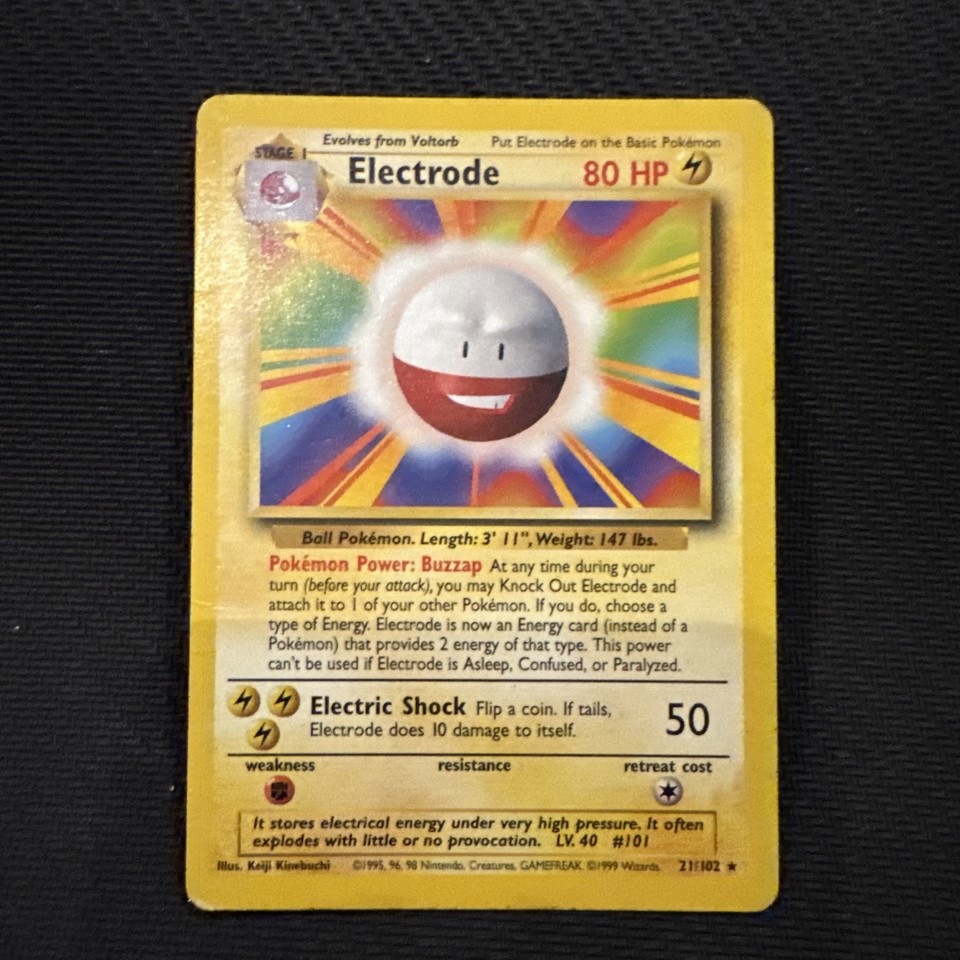 Evolves from Voltorb Put Electrode on the Basic Pokémon
STAGE 1
Electrode 80 HP
Ball Pokémon. Length: 3' 11", Weight: 147 lbs.
Pokémon Power: Buzzap At any time during your
turn (before your attack), you may Knock Out Electrode and
attach it to 1 of your other Pokémon. If you do, choose a
type of Energy. Electrode is now an Energy card (instead of a
Pokémon) that provides 2 energy of that type. This power
can't be used if Electrode is Asleep, Confused, or Paralyzed.
Electric Shock Flip a coin. If tails,
Electrode does 10 damage to itself. 50
weakness resistance retreat cost
It stores electrical energy under very high pressure. It often
explodes with little or no provocation. LV. 40 #101
Illus. Keiji Kinebuchi ©1995, 96, 98 Nintendo, Creatures, GAMEFREAK. ©1999 Wizards. 21/102 ★